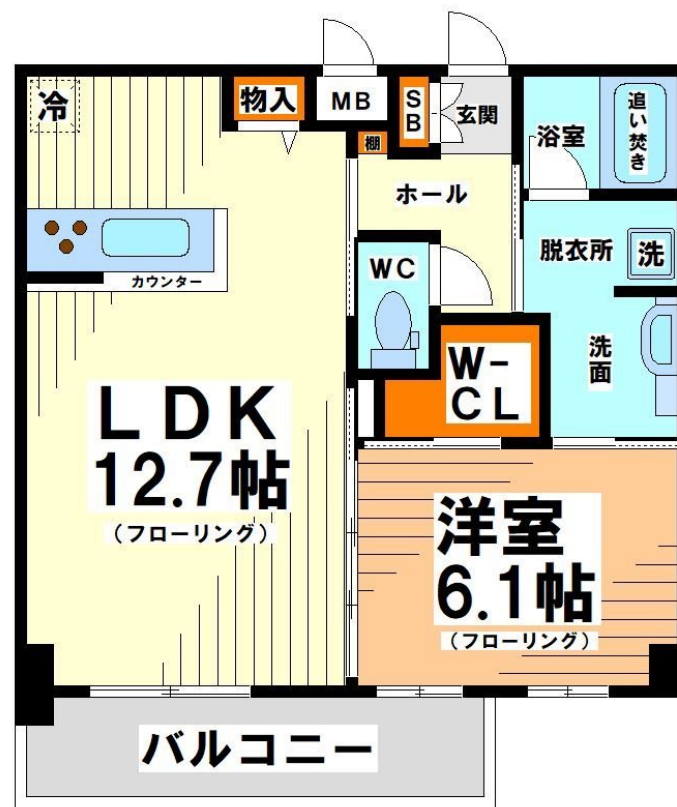 冷
物入
MB
SB
玄関
棚
浴室
追い焚き
ホール
WC
脱衣所
洗
カウンター
洗面
W-
CL
LDK
12.7帖
(フローリング)
洋室
6.1帖
(フローリング)
バルコニー